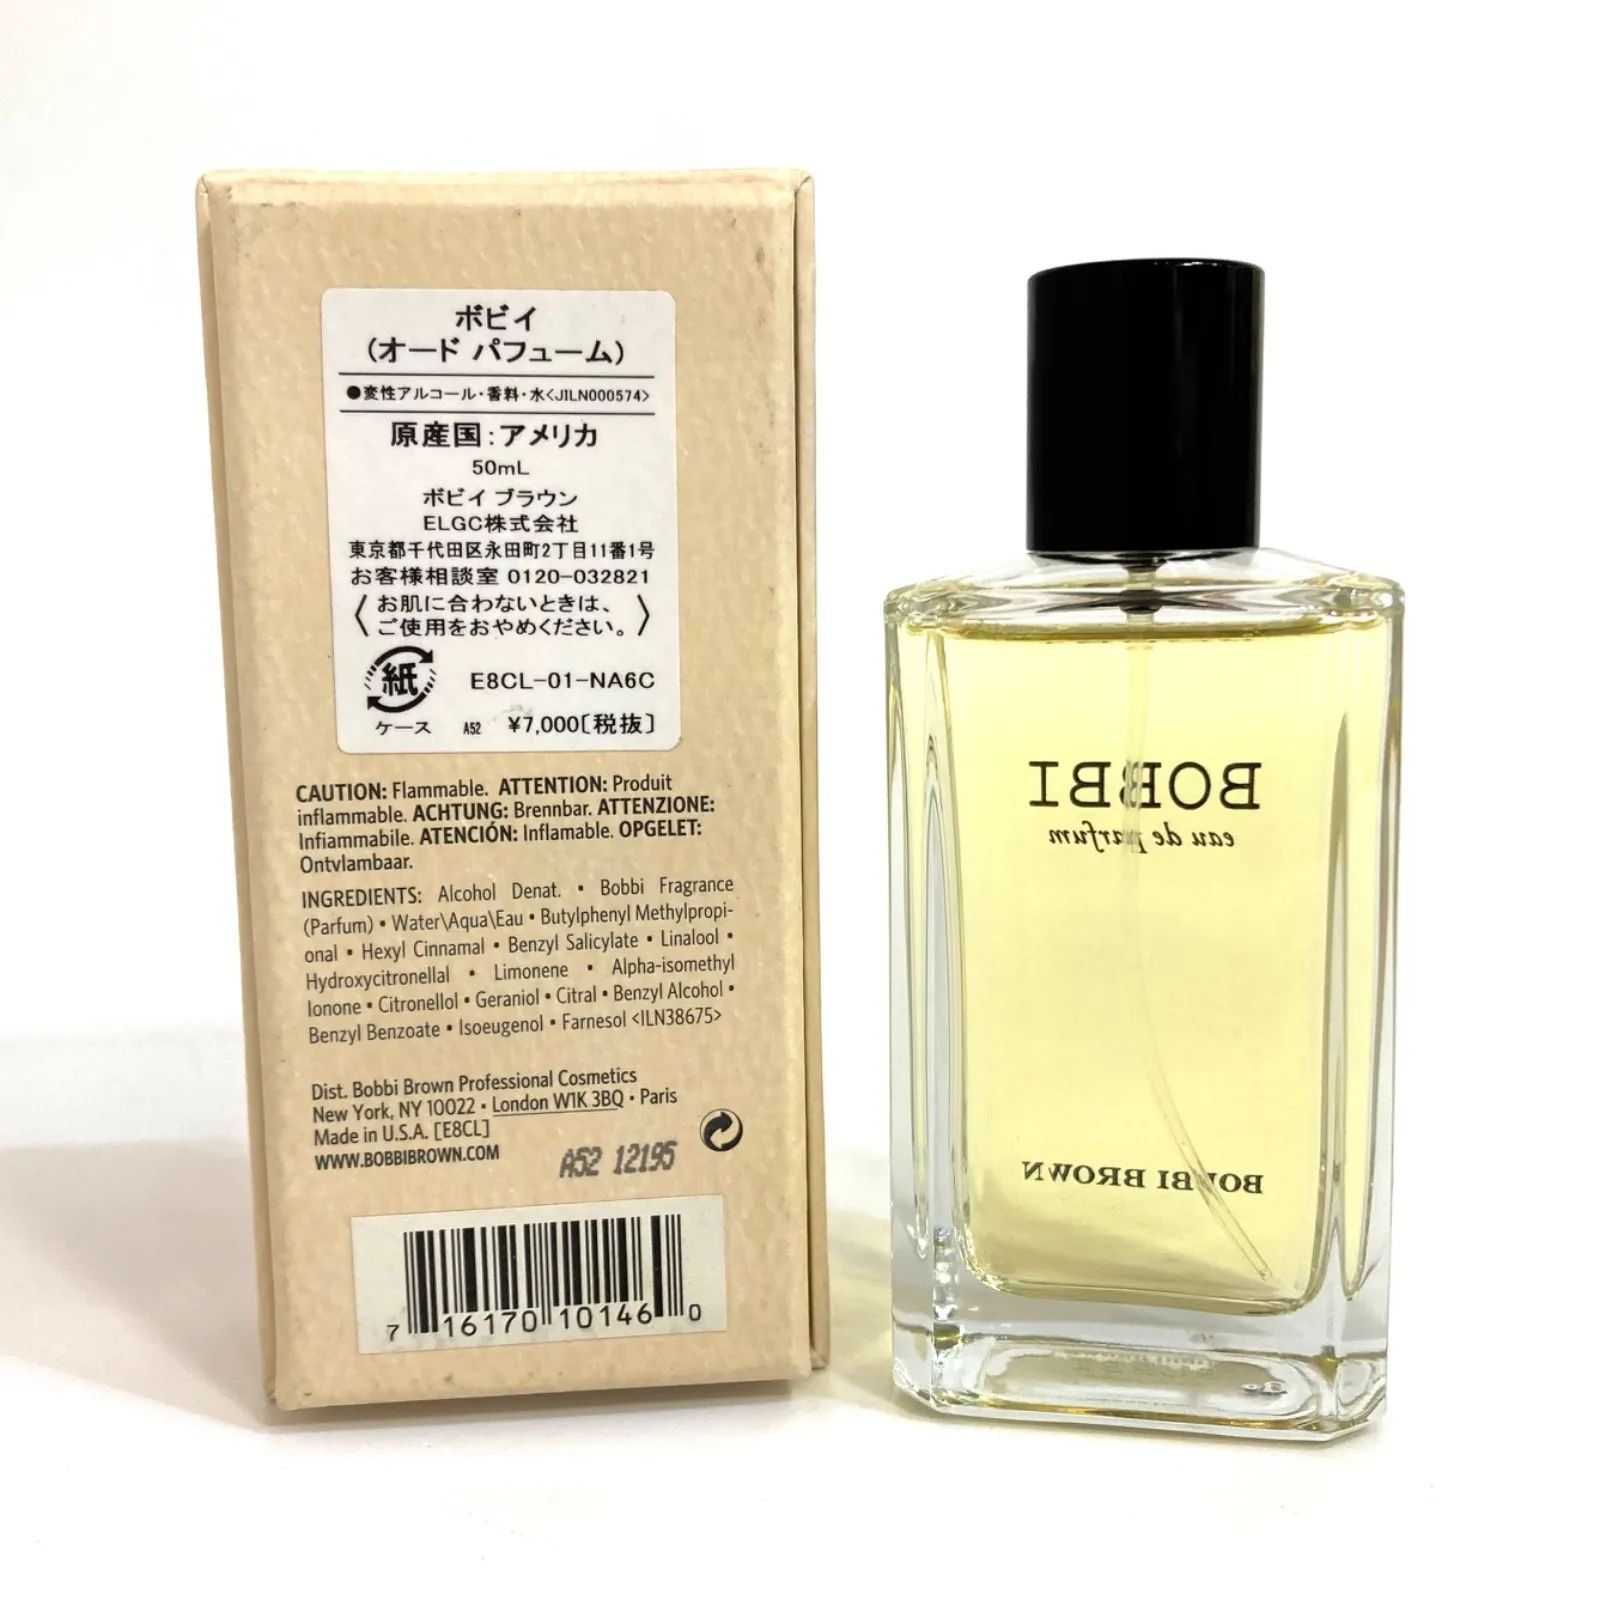 ボビイ
（オード パフューム）
●変性アルコール・香料・水<JILN000574>
原産国：アメリカ
50mL
ボビイ ブラウン
ELGC株式会社
東京都千代田区永田町2丁目11番1号
お客様相談室 0120-032821
〈お肌に合わないときは、
ご使用をおやめください。〉
紙
E8CL-01-NA6C
ケース A52 ¥7,000〔税抜〕
CAUTION: Flammable. ATTENTION: Produit
inflammable. ACHTUNG: Brennbar. ATTENZIONE:
Infiammabile. ATENCIÓN: Inflamable. OPGELET:
Ontvlambaar.
INGREDIENTS: Alcohol Denat. • Bobbi Fragrance
(Parfum) • Water\Aqua\Eau • Butylphenyl Methylpropi-
onal • Hexyl Cinnamal • Benzyl Salicylate • Linalool •
Hydroxycitronellal • Limonene • Alpha-isomethyl
Ionone • Citronellol • Geraniol • Citral • Benzyl Alcohol •
Benzyl Benzoate • Isoeugenol • Farnesol <ILN38675>
Dist. Bobbi Brown Professional Cosmetics
New York, NY 10022 • London W1K 3BQ • Paris
Made in U.S.A. [E8CL]
WWW.BOBBIBROWN.COM
A52 12195
7 16170 10146 0
BOBBI
eau de parfum
BOBBI BROWN